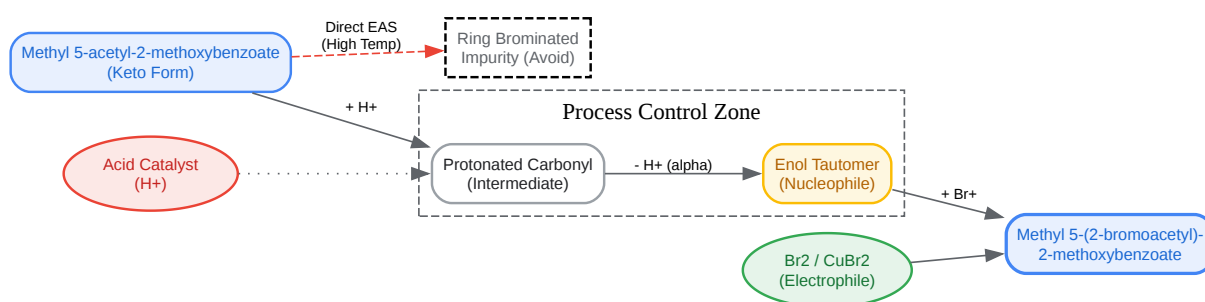 Methyl 5-acetyl-2-methoxybenzoate
(Keto Form)
Direct EAS
(High Temp)
Ring Brominated
Impurity (Avoid)
+ H+
Process Control Zone
Acid Catalyst
(H+)
Protonated Carbonyl
(Intermediate)
- H+ (alpha)
Enol Tautomer
(Nucleophile)
+ Br+
Br2 / CuBr2
(Electrophile)
Methyl 5-(2-bromoacetyl)-
2-methoxybenzoate